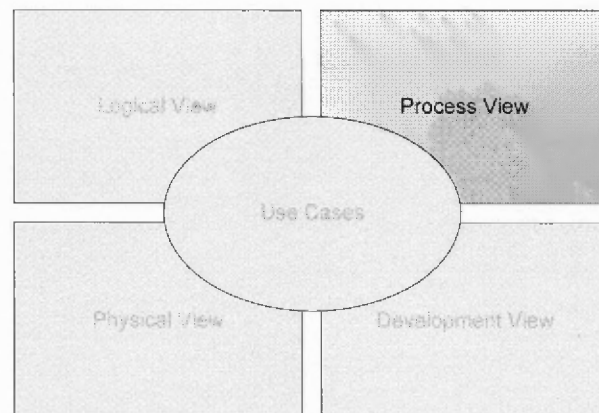 Logical View
Process View
Use Cases
Physical View
Development View